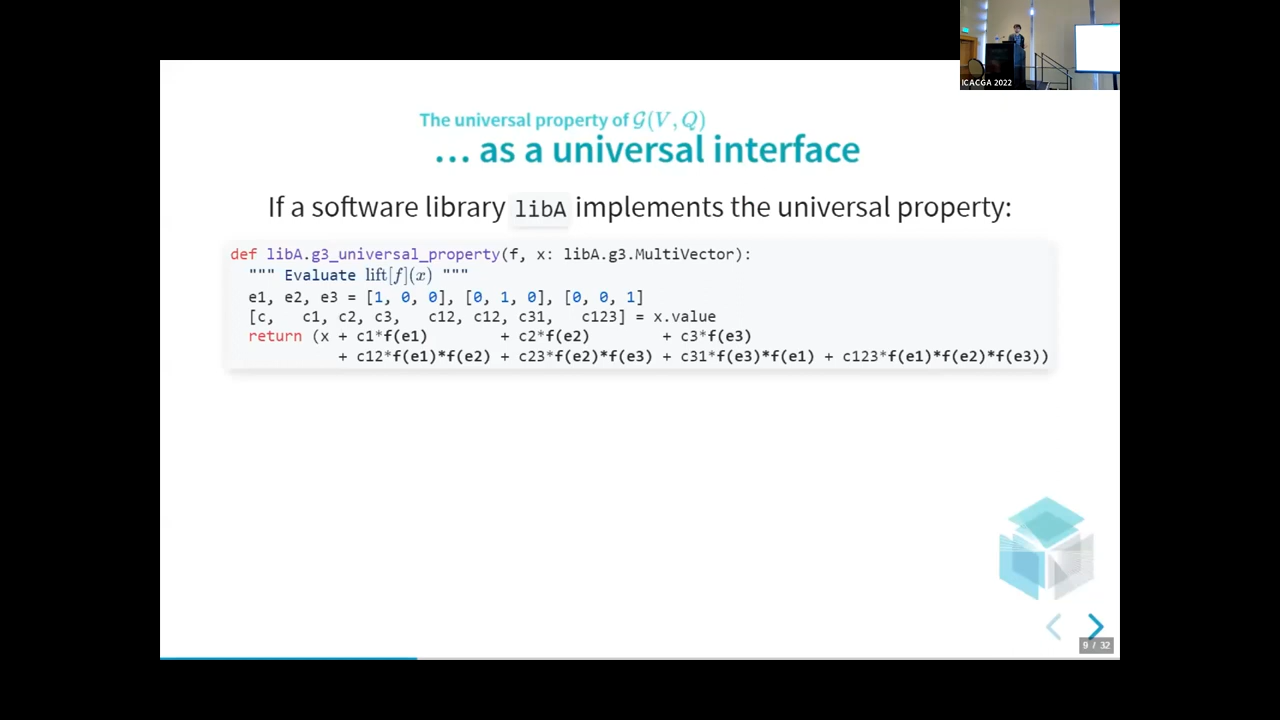 ICACGA 2022
The universal property of 𝒢(V, Q)
... as a universal interface
If a software library libA implements the universal property:
def libA.g3_universal_property(f, x: libA.g3.MultiVector):
""" Evaluate lift[f](x) """
e1, e2, e3 = [1, 0, 0], [0, 1, 0], [0, 0, 1]
[c, c1, c2, c3, c12, c12, c31, c123] = x.value
return (x + c1*f(e1) + c2*f(e2) + c3*f(e3)
+ c12*f(e1)*f(e2) + c23*f(e2)*f(e3) + c31*f(e3)*f(e1) + c123*f(e1)*f(e2)*f(e3))
9 / 32